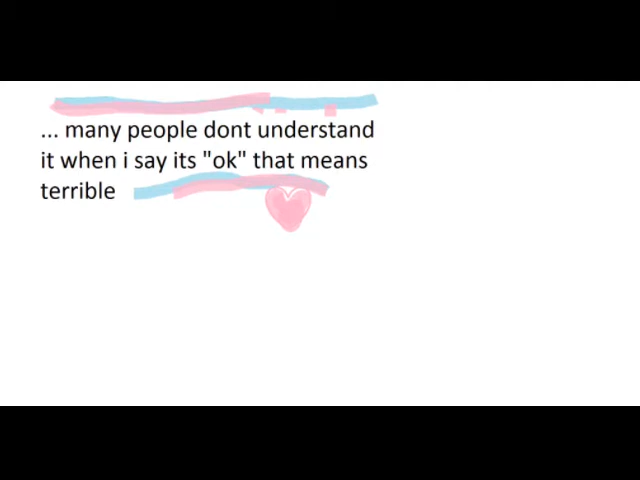 ... many people dont understand
it when i say its "ok" that means
terrible